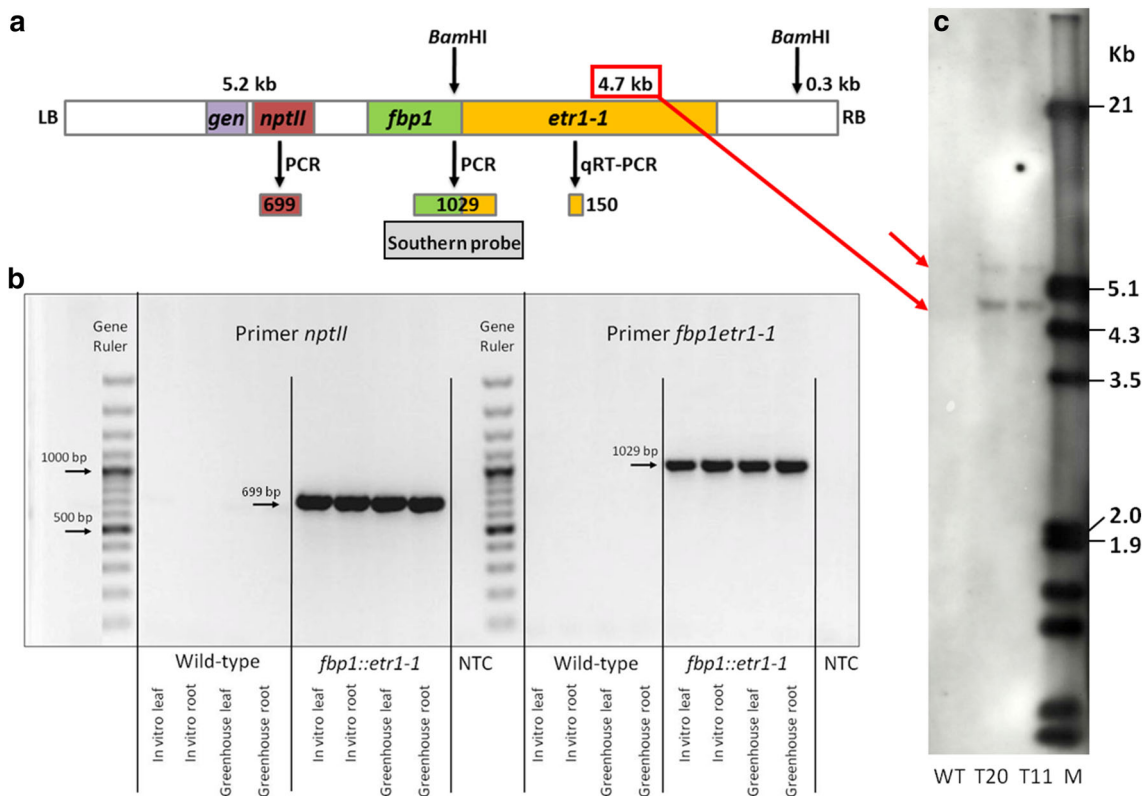 a
BamHI
BamHI
5.2 kb
4.7 kb
0.3 kb
LB
gen
nptII
fbp1
etr1-1
RB
PCR
PCR
qRT-PCR
699
1029
150
Southern probe
b
Gene
Ruler
Primer nptII
Gene
Ruler
Primer fbp1etr1-1
1000 bp
699 bp
500 bp
1029 bp
Wild-type
fbp1::etr1-1
NTC
Wild-type
fbp1::etr1-1
NTC
In vitro leaf
In vitro root
Greenhouse leaf
Greenhouse root
In vitro leaf
In vitro root
Greenhouse leaf
Greenhouse root
In vitro leaf
In vitro root
Greenhouse leaf
Greenhouse root
In vitro leaf
In vitro root
Greenhouse leaf
Greenhouse root
c
Kb
21
5.1
4.3
3.5
2.0
1.9
WT T20 T11 M